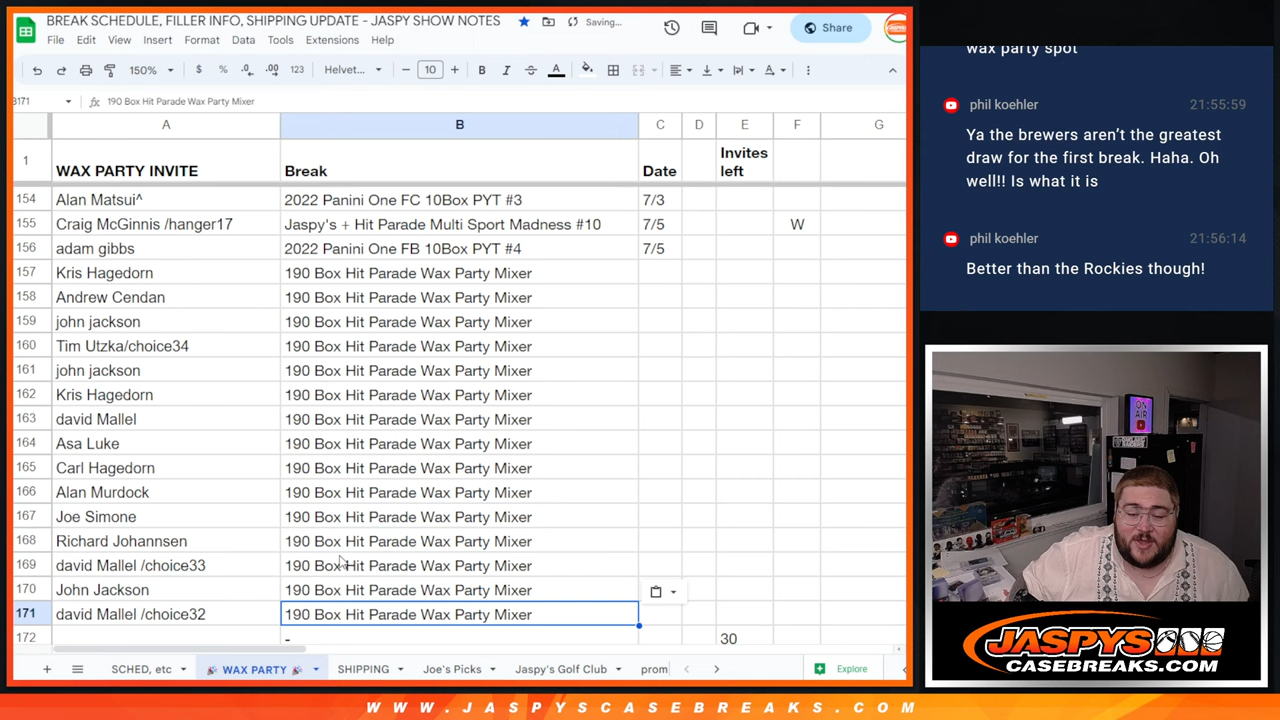 BREAK SCHEDULE, FILLER INFO, SHIPPING UPDATE - JASPY SHOW NOTES
Saving...
Share
File Edit View Insert Format Data Tools Extensions Help
150% $ % .0 .00 123 Helvet... 10 B I A
171 fx 190 Box Hit Parade Wax Party Mixer
A B C D E F G
1 WAX PARTY INVITE Break Date Invites left
154 Alan Matsui^ 2022 Panini One FC 10Box PYT #3 7/3
155 Craig McGinnis /hanger17 Jaspy's + Hit Parade Multi Sport Madness #10 7/5 W
156 adam gibbs 2022 Panini One FB 10Box PYT #4 7/5
157 Kris Hagedorn 190 Box Hit Parade Wax Party Mixer
158 Andrew Cendan 190 Box Hit Parade Wax Party Mixer
159 john jackson 190 Box Hit Parade Wax Party Mixer
160 Tim Utzka/choice34 190 Box Hit Parade Wax Party Mixer
161 john jackson 190 Box Hit Parade Wax Party Mixer
162 Kris Hagedorn 190 Box Hit Parade Wax Party Mixer
163 david Mallel 190 Box Hit Parade Wax Party Mixer
164 Asa Luke 190 Box Hit Parade Wax Party Mixer
165 Carl Hagedorn 190 Box Hit Parade Wax Party Mixer
166 Alan Murdock 190 Box Hit Parade Wax Party Mixer
167 Joe Simone 190 Box Hit Parade Wax Party Mixer
168 Richard Johannsen 190 Box Hit Parade Wax Party Mixer
169 david Mallel /choice33 190 Box Hit Parade Wax Party Mixer
170 John Jackson 190 Box Hit Parade Wax Party Mixer
171 david Mallel /choice32 190 Box Hit Parade Wax Party Mixer
172 - 30
SCHED, etc WAX PARTY SHIPPING Joe's Picks Jaspy's Golf Club prom Explore
wax party spot
phil koehler 21:55:59
Ya the brewers aren't the greatest
draw for the first break. Haha. Oh
well!! Is what it is
phil koehler 21:56:14
Better than the Rockies though!
ON
AIR
JASPYS
CASEBREAKS.COM
WWW.JASPYSCASEBREAKS.COM